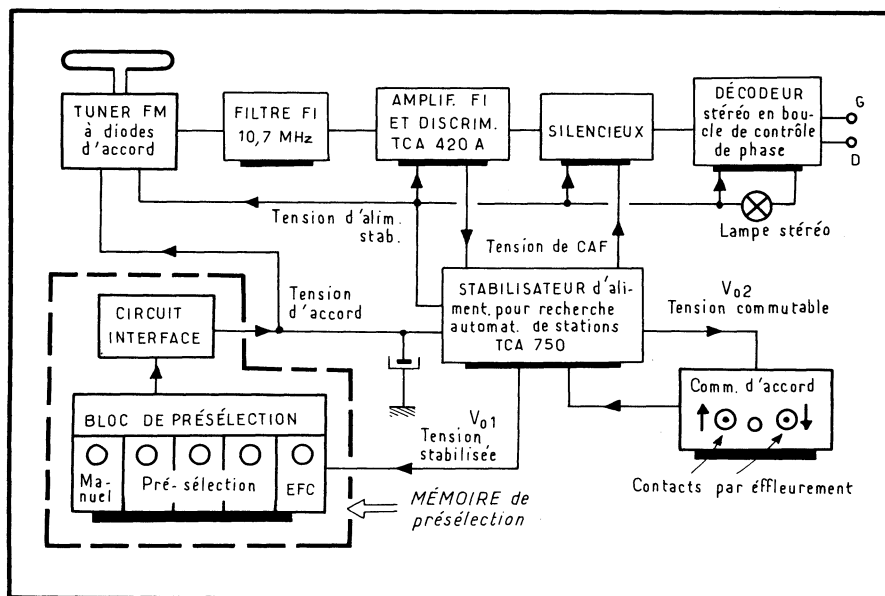 TUNER FM
à diodes
d'accord
FILTRE FI
10,7 MHz
AMPLIF. FI
ET DISCRIM.
TCA 420 A
SILENCIEUX
DÉCODEUR
stéréo en bou-
cle de contrôle
de phase
G
D
Tension d'alim.
stab.
Tension de CAF
Lampe stéréo
CIRCUIT
INTERFACE
Tension
d'accord
STABILISATEUR d'ali-
ment. pour recherche
automat. de stations
TCA 750
Vo2
Tension commutable
Comm. d'accord
Contacts par éffleurement
BLOC DE PRÉSÉLECTION
Ma-
nuel
Pré-sélection
EFC
Vo1
Tension
stabilisée
MÉMOIRE de
présélection